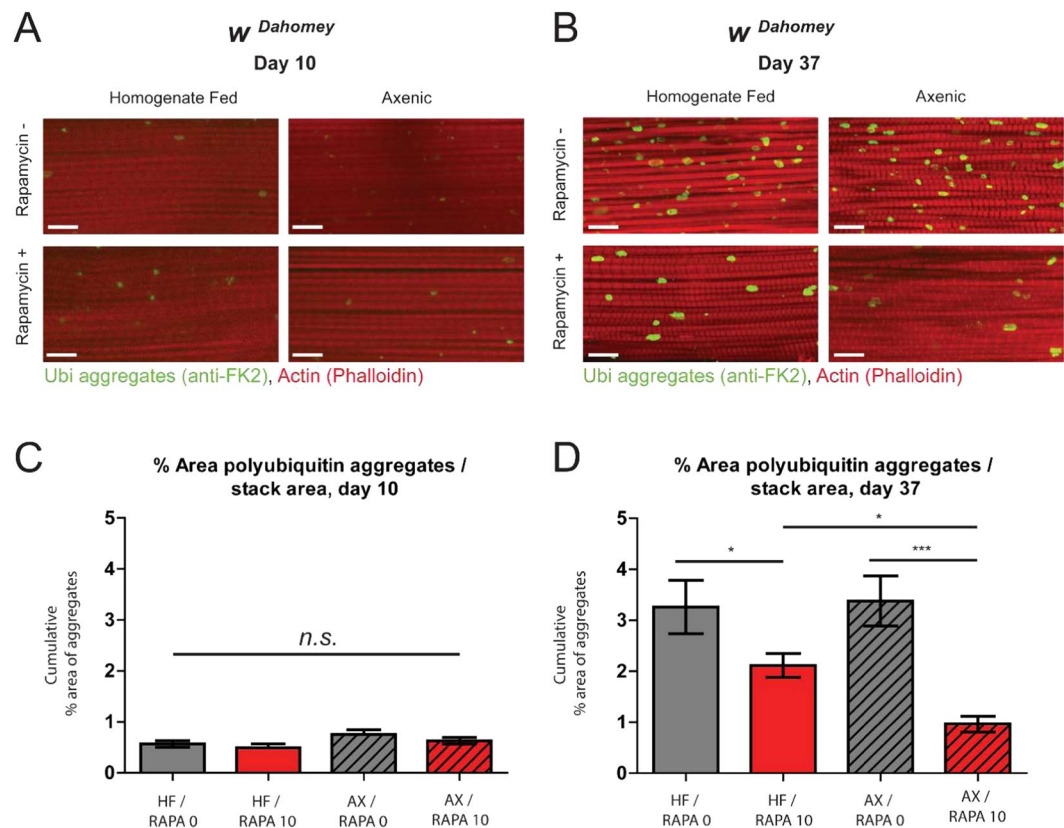 A
w Dahomey
Day 10
Homogenate Fed
Axenic
Rapamycin -
Rapamycin +
Ubi aggregates (anti-FK2), Actin (Phalloidin)
B
w Dahomey
Day 37
Homogenate Fed
Axenic
Rapamycin -
Rapamycin +
Ubi aggregates (anti-FK2), Actin (Phalloidin)
C
% Area polyubiquitin aggregates /
stack area, day 10
Cumulative
% area of aggregates
5
4
3
2
1
0
n.s.
HF /
RAPA 0
HF /
RAPA 10
AX /
RAPA 0
AX /
RAPA 10
D
% Area polyubiquitin aggregates /
stack area, day 37
Cumulative
% area of aggregates
5
4
3
2
1
0
*
*
***
HF /
RAPA 0
HF /
RAPA 10
AX /
RAPA 0
AX /
RAPA 10